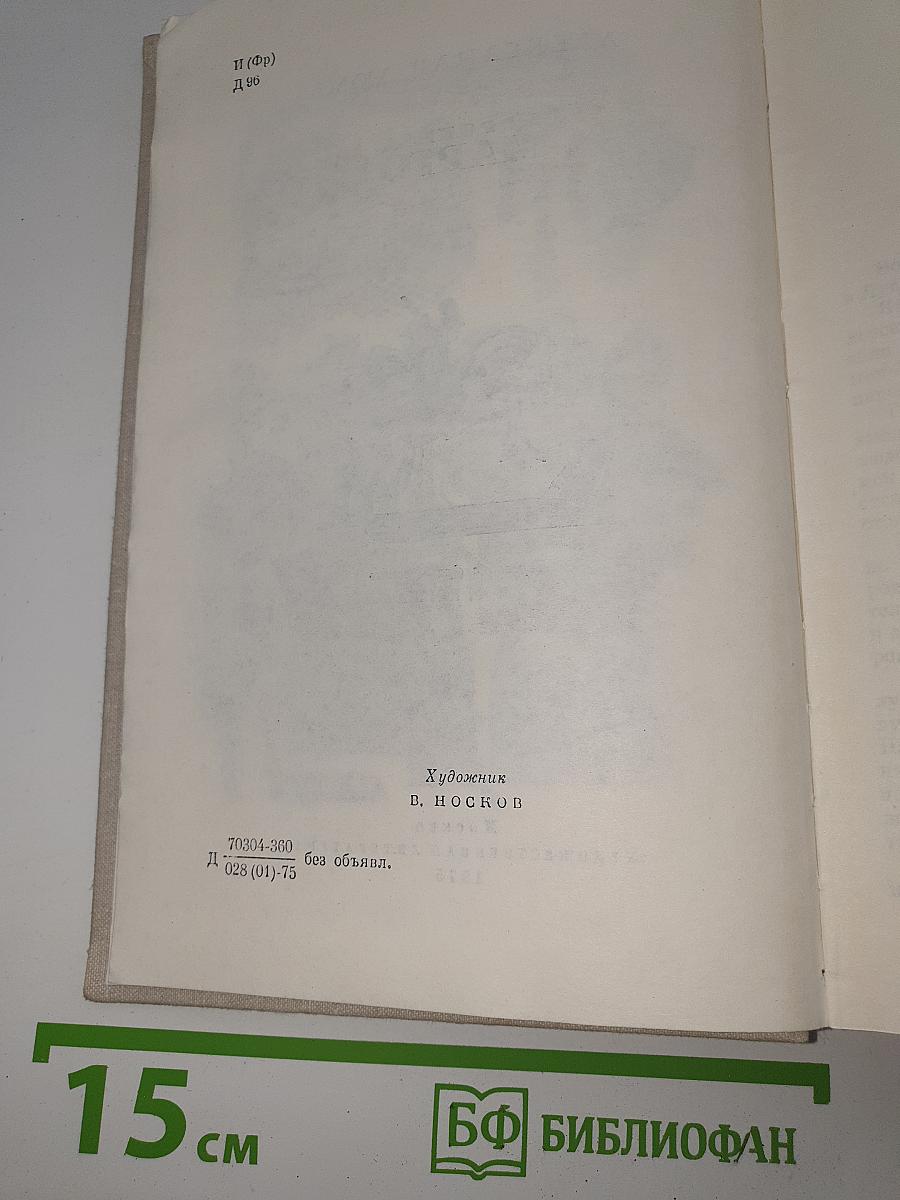 И (Фр)
Д 96
Художник
В. НОСКОВ
Д 70304-360 без объявл.
028 (01)-75
15 см
БФ БИБЛИОФАН